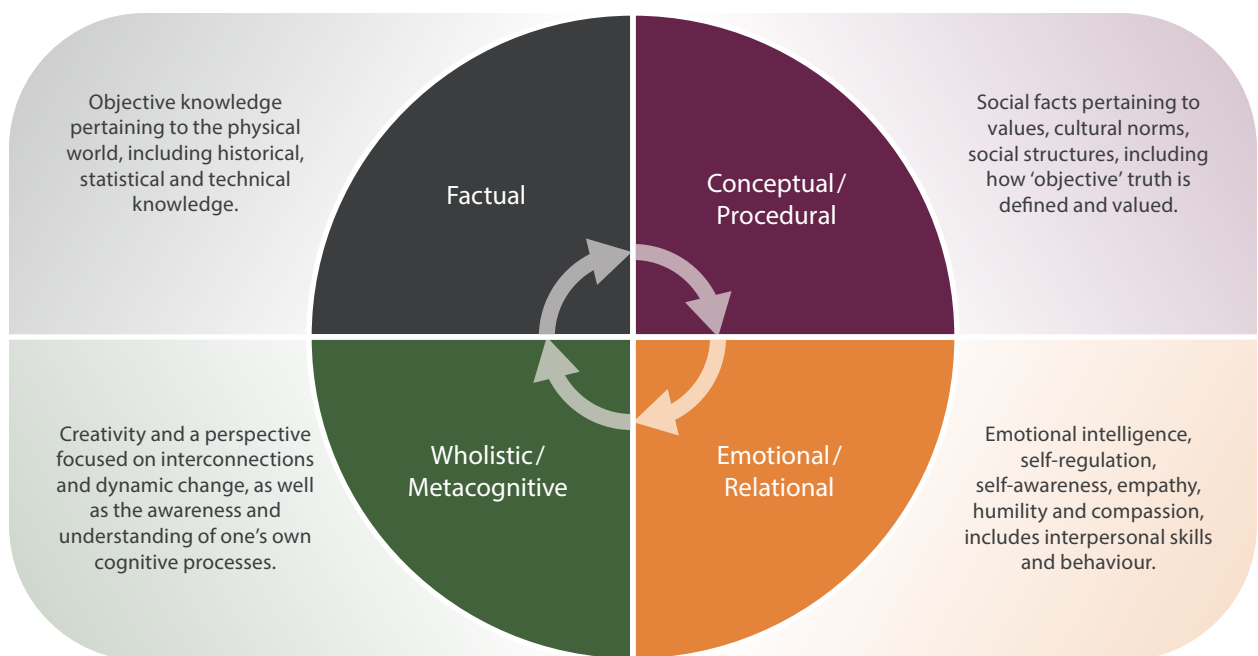 Objective knowledge
pertaining to the physical
world, including historical,
statistical and technical
knowledge.
Factual
Conceptual/
Procedural
Social facts pertaining to
values, cultural norms,
social structures, including
how ‘objective’ truth is
defined and valued.
Creativity and a perspective
focused on interconnections
and dynamic change, as well
as the awareness and
understanding of one’s own
cognitive processes.
Wholistic/
Metacognitive
Emotional/
Relational
Emotional intelligence,
self-regulation,
self-awareness, empathy,
humility and compassion,
includes interpersonal skills
and behaviour.